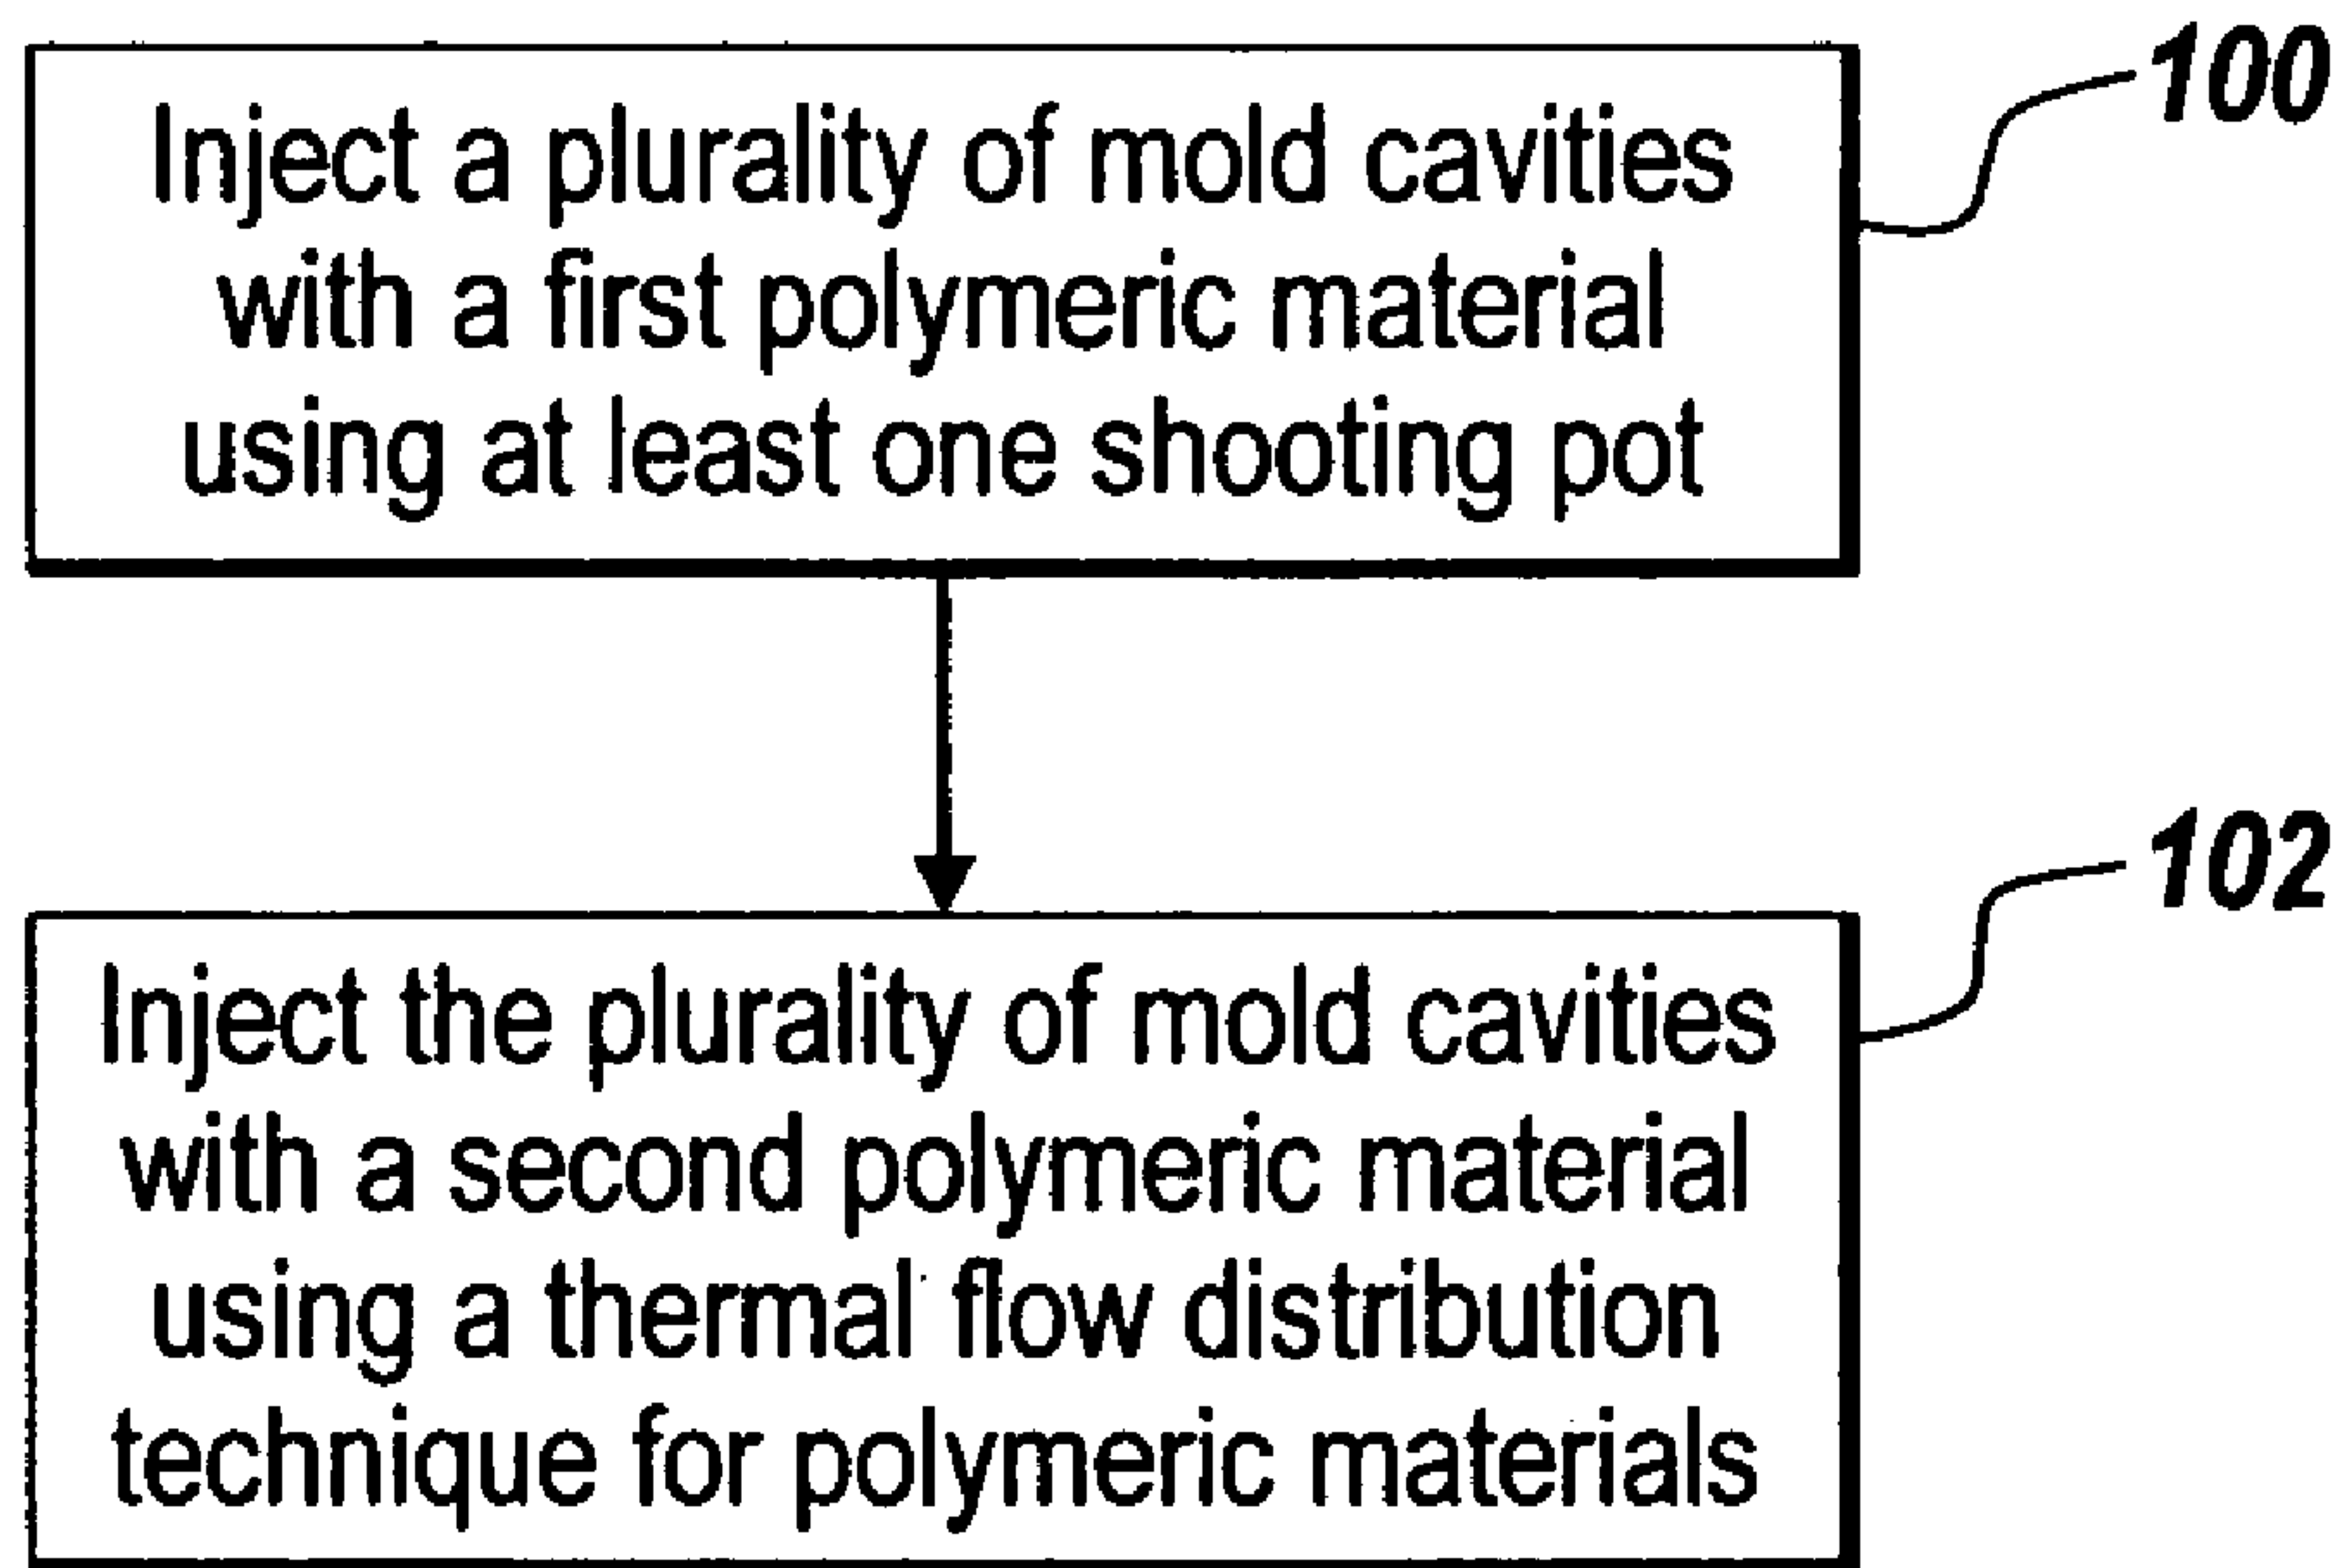 100
Inject a plurality of mold cavities
with a first polymeric material
using at least one shooting pot
102
Inject the plurality of mold cavities
with a second polymeric material
using a thermal flow distribution
technique for polymeric materials